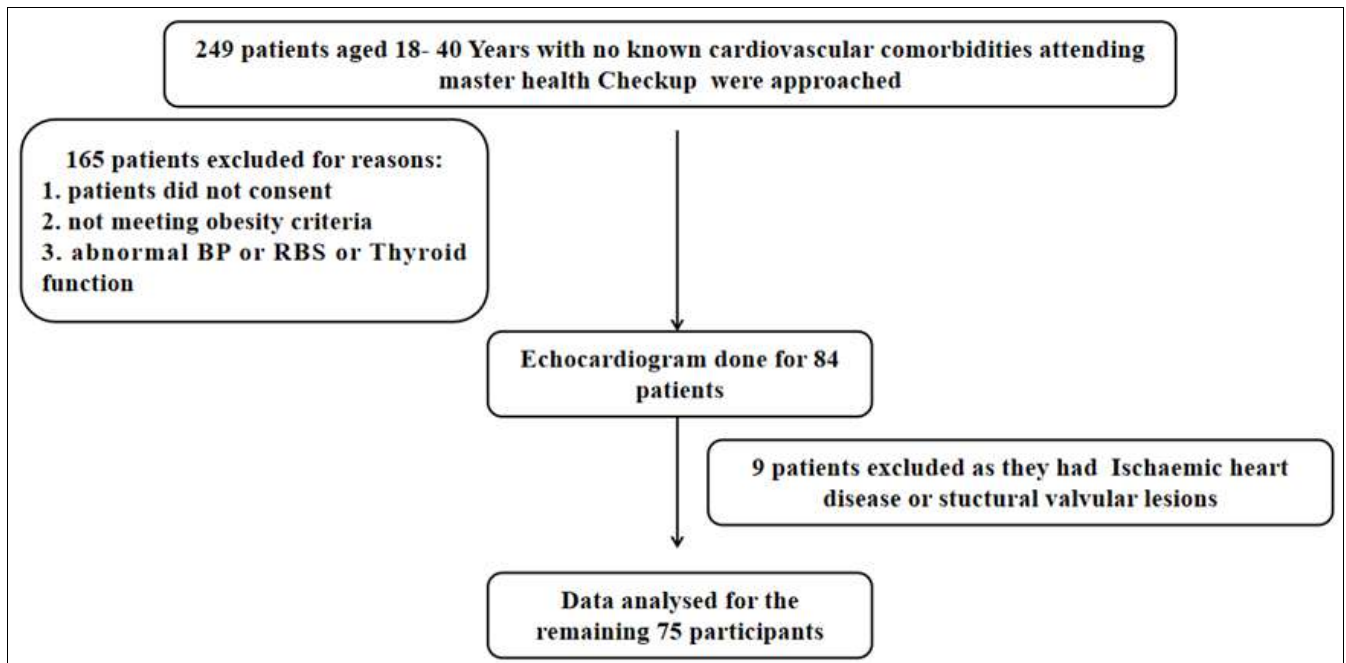 249 patients aged 18- 40 Years with no known cardiovascular comorbidities attending
master health Checkup were approached
165 patients excluded for reasons:
1. patients did not consent
2. not meeting obesity criteria
3. abnormal BP or RBS or Thyroid
function
Echocardiogram done for 84
patients
9 patients excluded as they had Ischaemic heart
disease or stuctural valvular lesions
Data analysed for the
remaining 75 participants